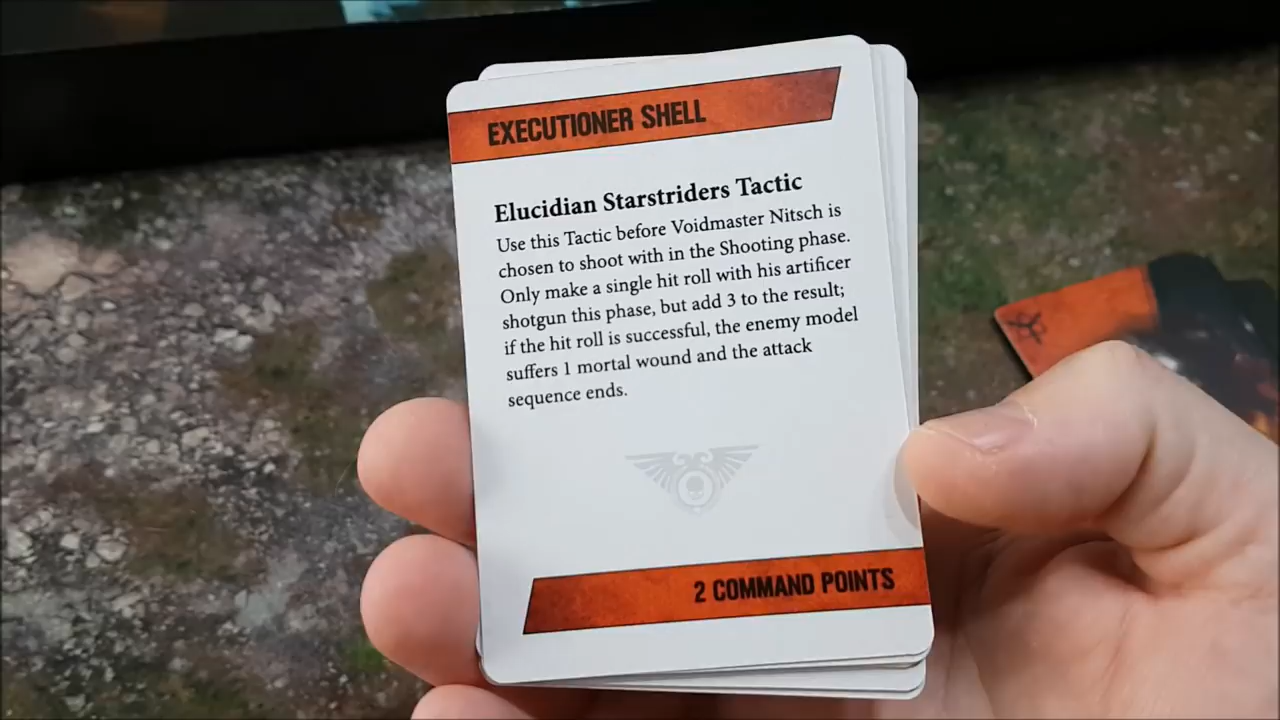 EXECUTIONER SHELL
Elucidian Starstriders Tactic
Use this Tactic before Voidmaster Nitsch is
chosen to shoot with in the Shooting phase.
Only make a single hit roll with his artificer
shotgun this phase, but add 3 to the result;
if the hit roll is successful, the enemy model
suffers 1 mortal wound and the attack
sequence ends.
2 COMMAND POINTS